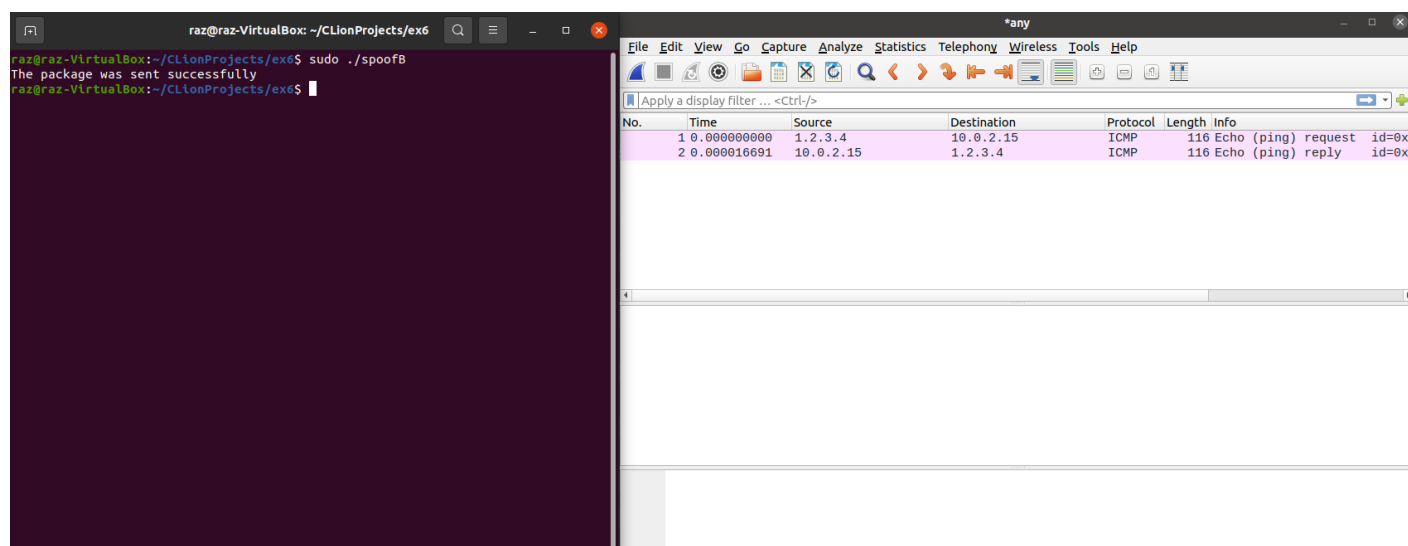 raz@raz-VirtualBox: ~/CLionProjects/ex6
raz@raz-VirtualBox:~/CLionProjects/ex6$ sudo ./spoofB
The package was sent successfully
raz@raz-VirtualBox:~/CLionProjects/ex6$
*any
File Edit View Go Capture Analyze Statistics Telephony Wireless Tools Help
Apply a display filter … <Ctrl-/>
No. Time Source Destination Protocol Length Info
1 0.000000000 1.2.3.4 10.0.2.15 ICMP 116 Echo (ping) request id=0x
2 0.000016691 10.0.2.15 1.2.3.4 ICMP 116 Echo (ping) reply id=0x